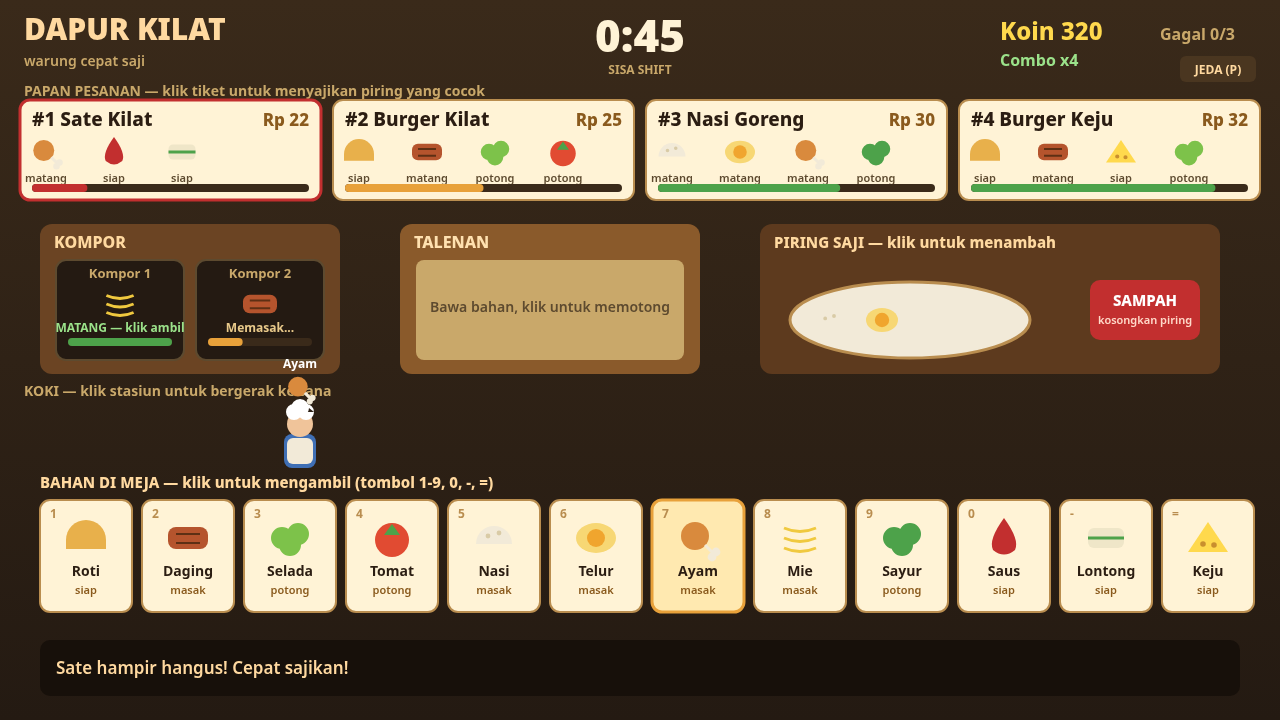 DAPUR KILAT
warung cepat saji
0:45
SISA SHIFT
Koin 320
Combo x4
Gagal 0/3
JEDA (P)
PAPAN PESANAN — klik tiket untuk menyajikan piring yang cocok
#1 Sate Kilat Rp 22
matang siap siap
#2 Burger Kilat Rp 25
siap matang potong potong
#3 Nasi Goreng Rp 30
matang matang matang potong
#4 Burger Keju Rp 32
siap matang siap potong
KOMPOR
Kompor 1
MATANG — klik ambil
Kompor 2
Memasak...
TALENAN
Bawa bahan, klik untuk memotong
PIRING SAJI — klik untuk menambah
SAMPAH
kosongkan piring
Ayam
KOKI — klik stasiun untuk bergerak ke sana
BAHAN DI MEJA — klik untuk mengambil (tombol 1-9, 0, -, =)
1 Roti siap
2 Daging masak
3 Selada potong
4 Tomat potong
5 Nasi masak
6 Telur masak
7 Ayam masak
8 Mie masak
9 Sayur potong
0 Saus siap
- Lontong siap
= Keju siap
Sate hampir hangus! Cepat sajikan!